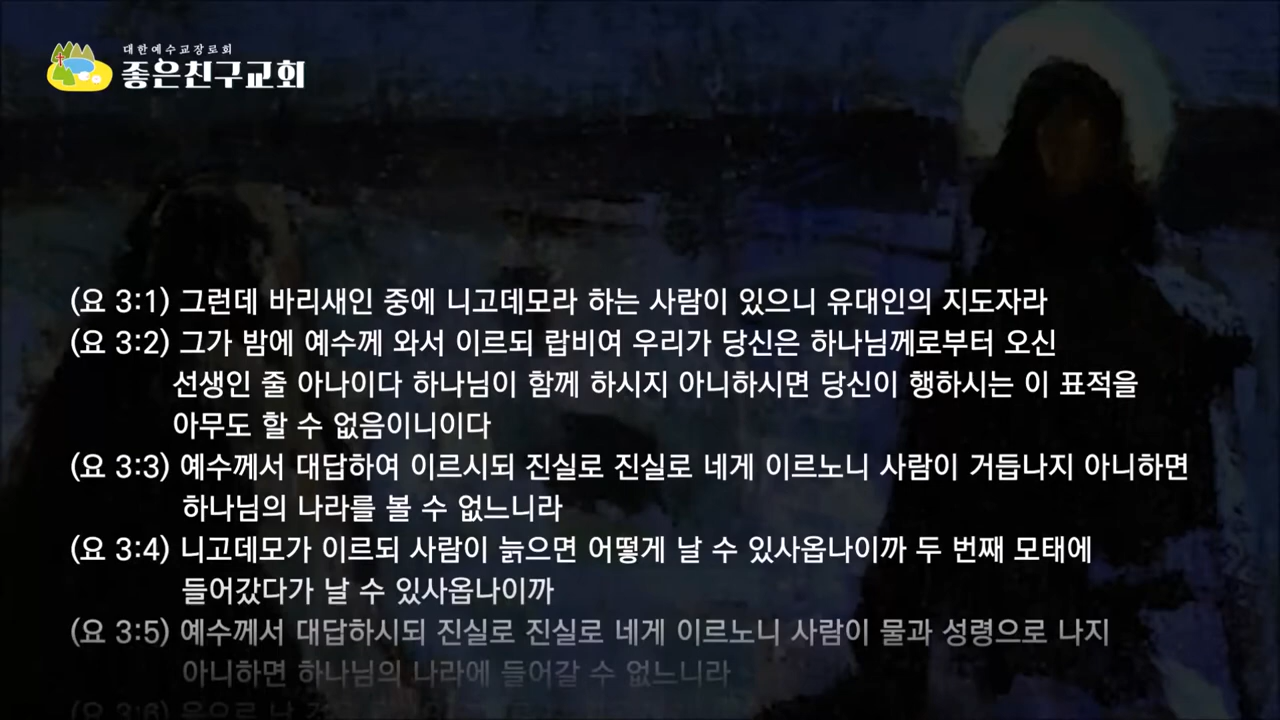 대한예수교장로회
좋은친구교회
(요 3:1) 그런데 바리새인 중에 니고데모라 하는 사람이 있으니 유대인의 지도자라
(요 3:2) 그가 밤에 예수께 와서 이르되 랍비여 우리가 당신은 하나님께로부터 오신
선생인 줄 아나이다 하나님이 함께 하시지 아니하시면 당신이 행하시는 이 표적을
아무도 할 수 없음이니이다
(요 3:3) 예수께서 대답하여 이르시되 진실로 진실로 네게 이르노니 사람이 거듭나지 아니하면
하나님의 나라를 볼 수 없느니라
(요 3:4) 니고데모가 이르되 사람이 늙으면 어떻게 날 수 있사옵나이까 두 번째 모태에
들어갔다가 날 수 있사옵나이까
(요 3:5) 예수께서 대답하시되 진실로 진실로 네게 이르노니 사람이 물과 성령으로 나지
아니하면 하나님의 나라에 들어갈 수 없느니라
(요 3:6) 육으로 난 것은